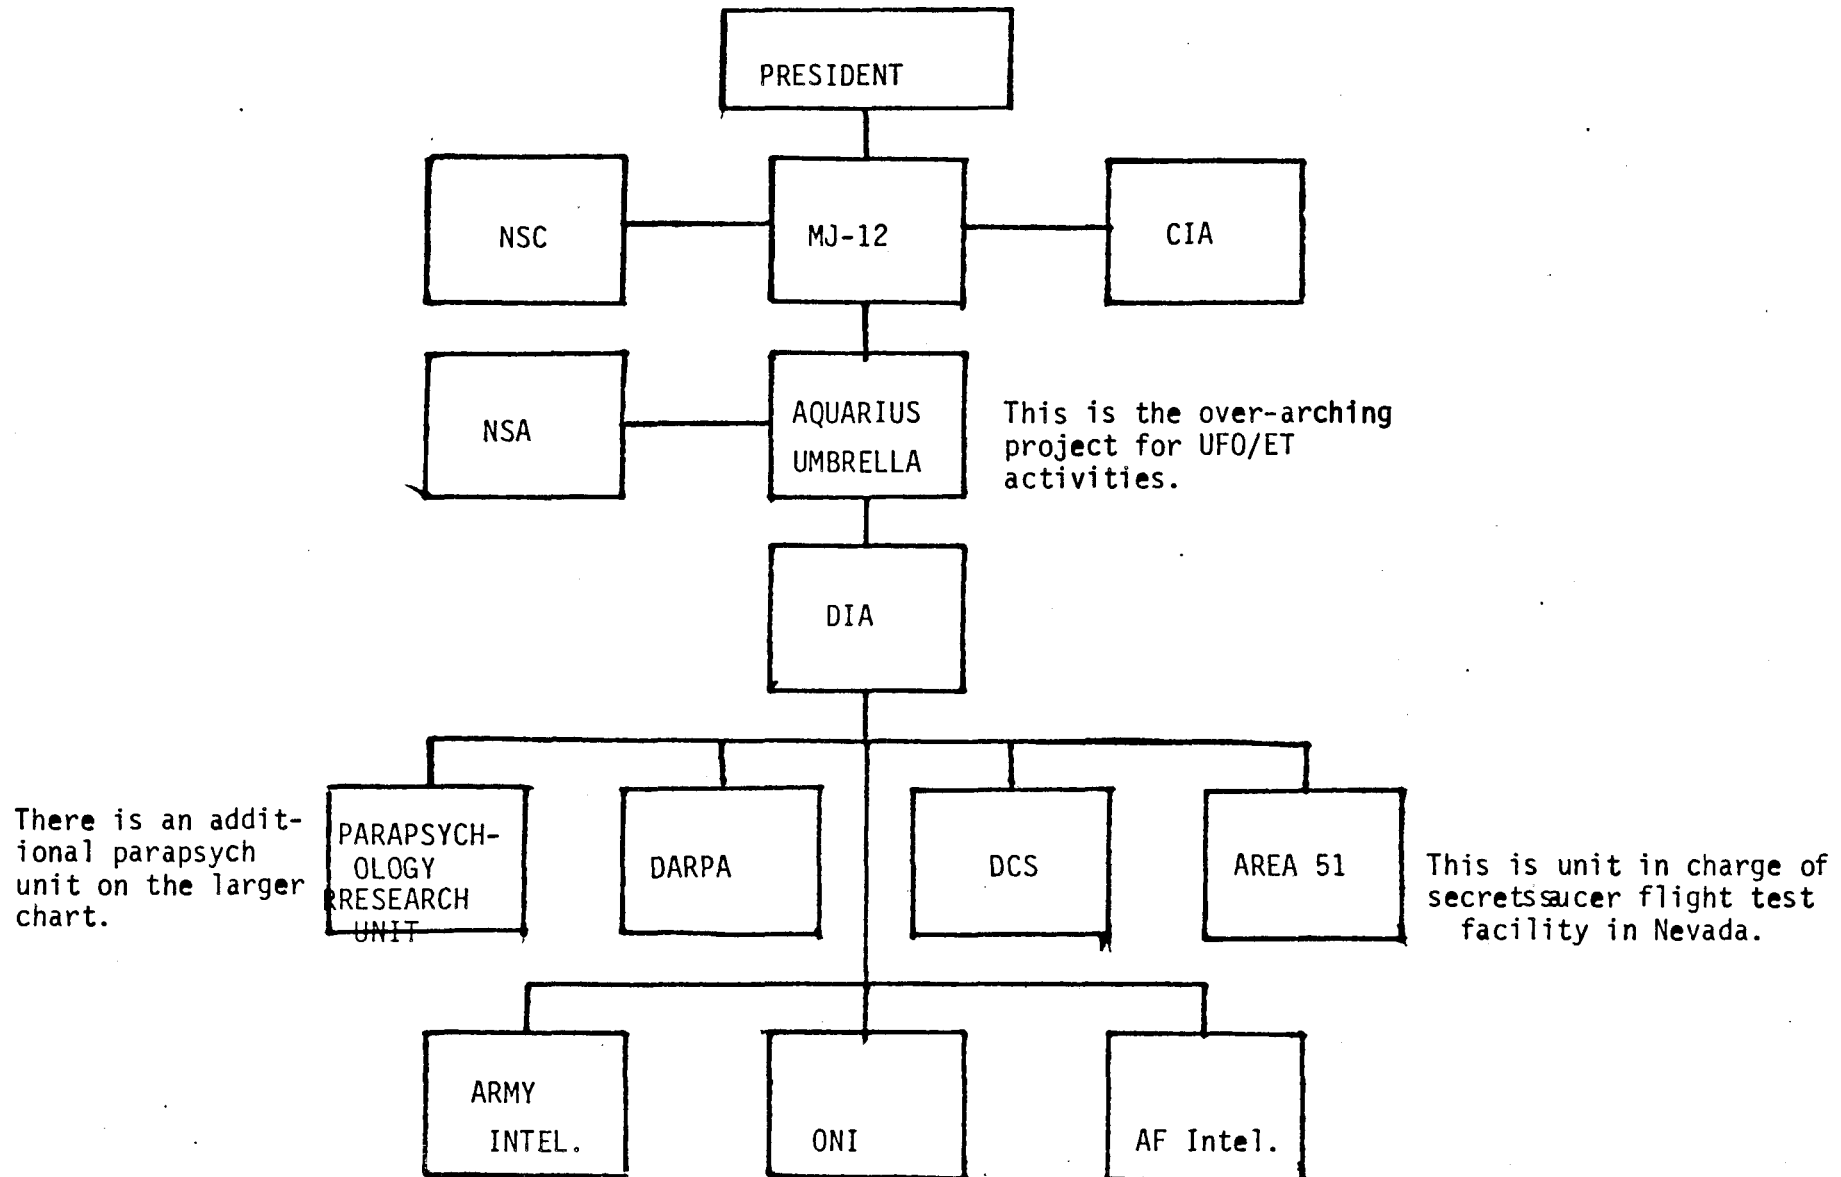 PRESIDENT
NSC
MJ-12
CIA
NSA
AQUARIUS
UMBRELLA
This is the over-arching
project for UFO/ET
activities.
DIA
There is an addit-
ional parapsych
unit on the larger
chart.
PARAPSYCH-
OLOGY
RRESEARCH
UNIT
DARPA
DCS
AREA 51
This is unit in charge of
secretssaucer flight test
facility in Nevada.
ARMY
INTEL.
ONI
AF Intel.